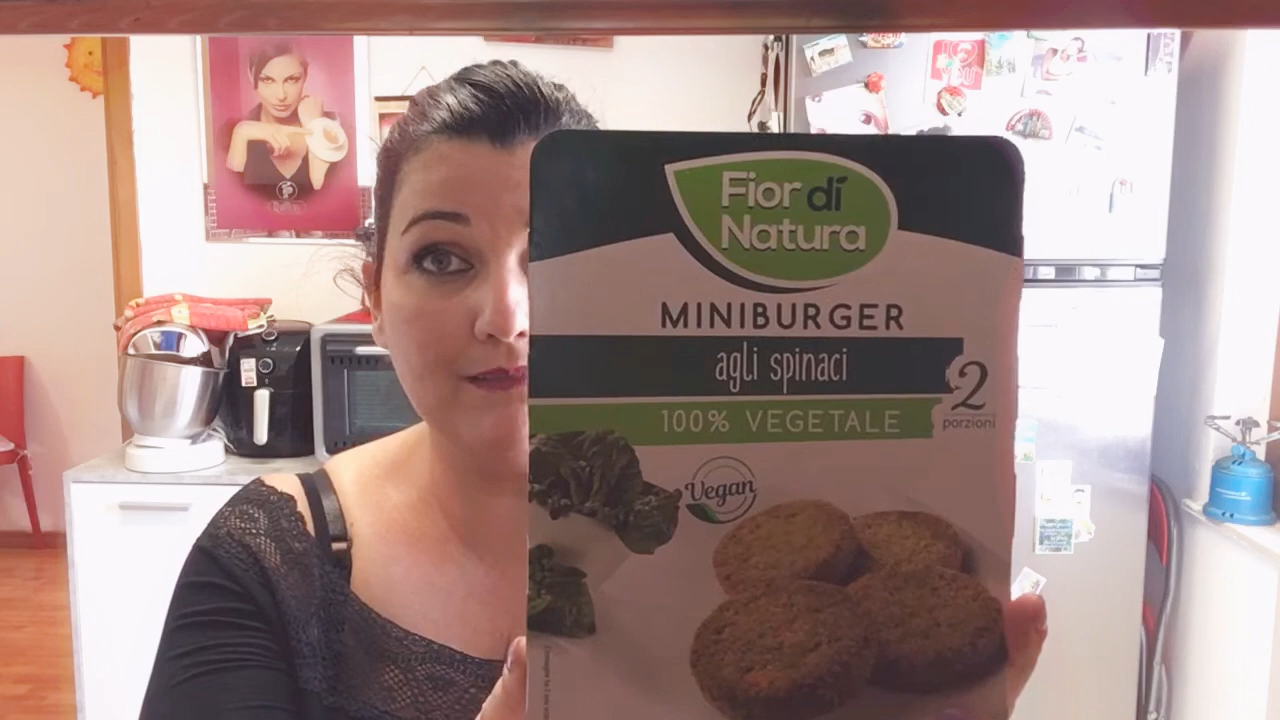 Fior di
Natura
MINIBURGER
agli spinaci
2
porzioni
100% VEGETALE
Vegan